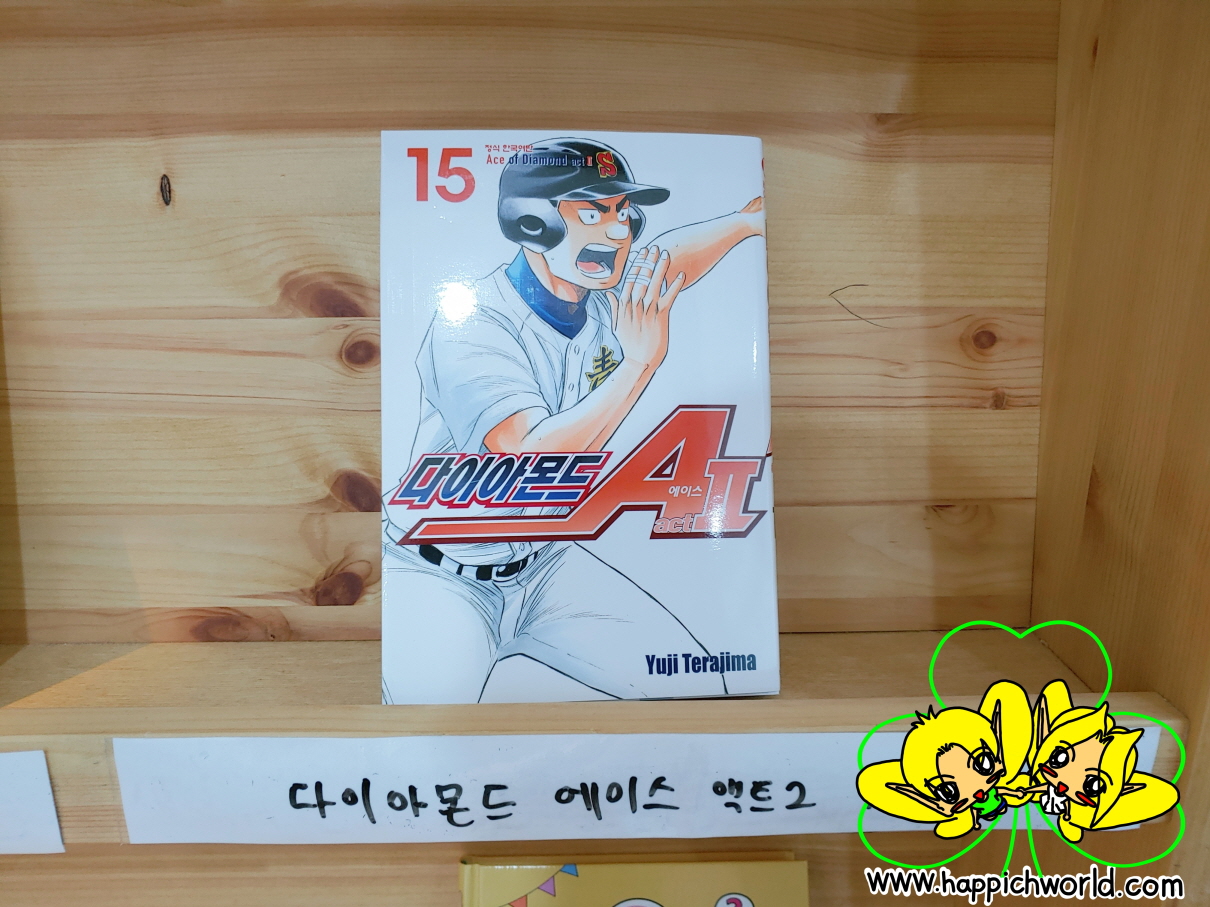 15
정식 한국어판
Ace of Diamond act II
S
青
다이아몬드
A
에이스
act II
Yuji Terajima
다이아몬드 에이스 액트2
www.happichworld.com